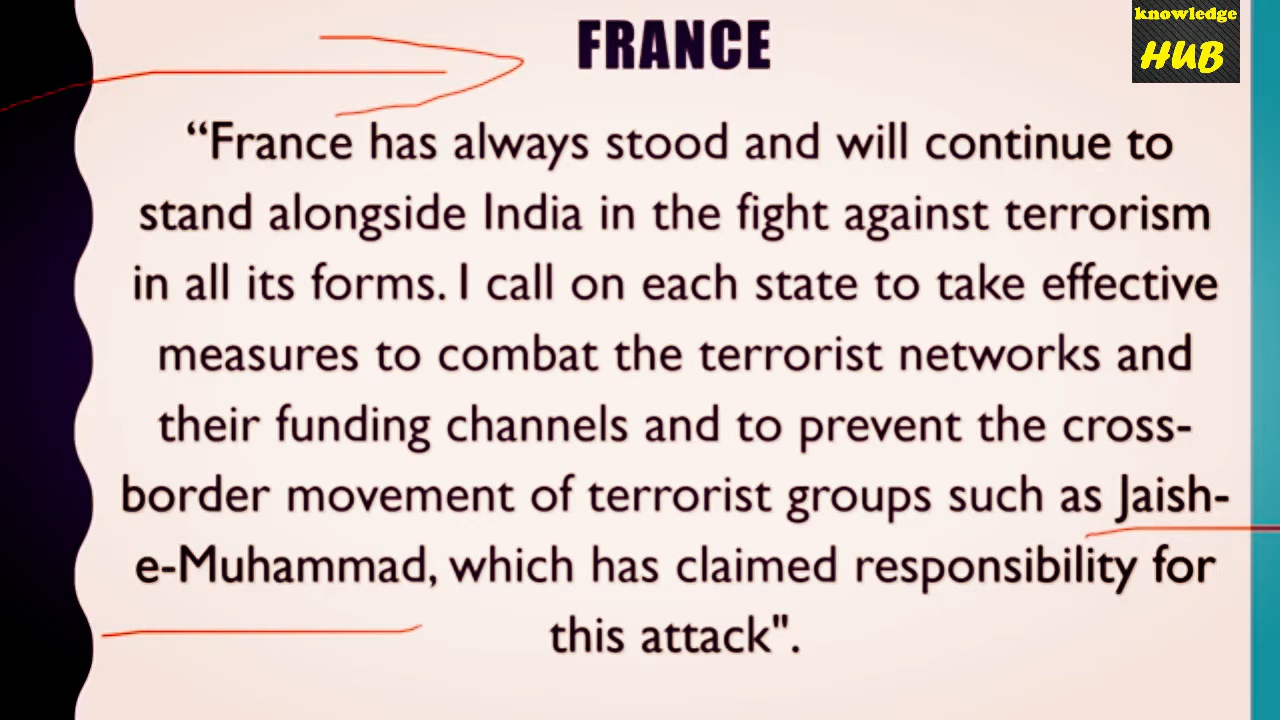 FRANCE
knowledge
HUB
“France has always stood and will continue to
stand alongside India in the fight against terrorism
in all its forms. I call on each state to take effective
measures to combat the terrorist networks and
their funding channels and to prevent the cross-
border movement of terrorist groups such as Jaish-
e-Muhammad, which has claimed responsibility for
this attack".